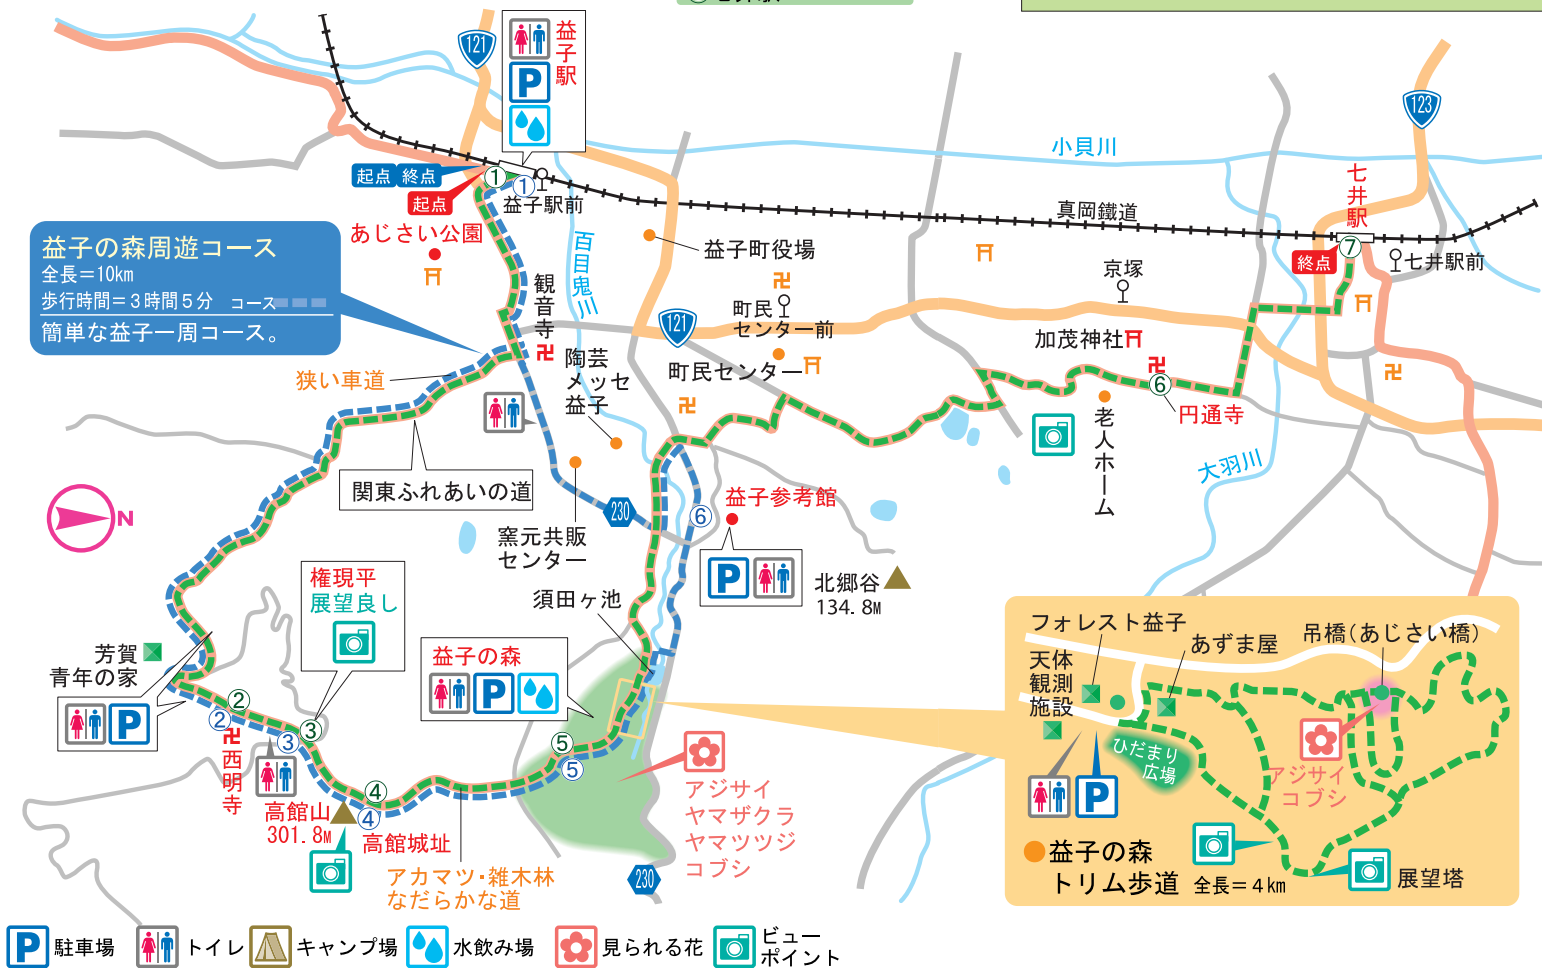 121
益子駅
P
123
小貝川
起点
終点
起点
①
①
益子駅前
あじさい公園
七井駅
真岡鐵道
⑦
終点
七井駅前
百目鬼川
益子町役場
京塚
益子の森周遊コース
全長＝10km
歩行時間＝3時間5分 コース
簡単な益子一周コース。
観音寺
町民
センター前
121
加茂神社
陶芸
メッセ
益子
町民センター
狭い車道
⑥
円通寺
老人ホーム
大羽川
関東ふれあいの道
230
⑥
益子参考館
P
窯元共販
センター
N
北郷谷
134.8M
須田ヶ池
権現平
展望良し
芳賀
青年の家
P
益子の森
P
②
②
西明寺
③
③
④
④
⑤
⑤
高館山
301.8M
高館城址
アカマツ・雑木林
なだらかな道
アジサイ
ヤマザクラ
ヤマツツジ
コブシ
230
フォレスト益子
あずま屋
吊橋(あじさい橋)
天体
観測
施設
ひだまり
広場
アジサイ
コブシ
P
益子の森
トリム歩道 全長＝4km
展望塔
P 駐車場
トイレ
キャンプ場
水飲み場
見られる花
ビュー
ポイント